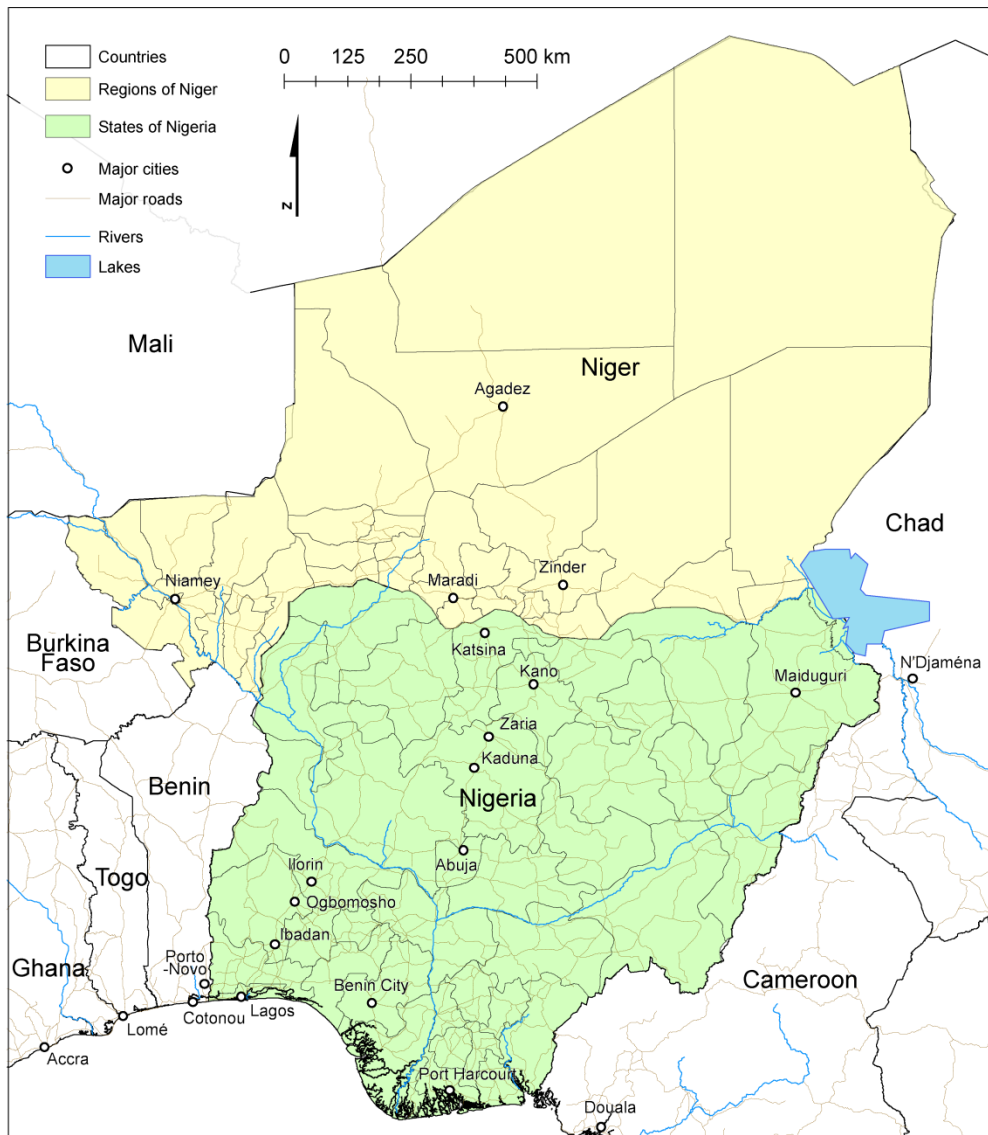 Countries
Regions of Niger
States of Nigeria
Major cities
Major roads
Rivers
Lakes
0 125 250 500 km
N
Mali
Niger
Agadez
Chad
Niamey
Maradi
Zinder
Burkina
Faso
Katsina
Kano
Maiduguri
N'Djaména
Zaria
Kaduna
Benin
Nigeria
Abuja
Togo
Ilorin
Ogbomosho
Ibadan
Porto
-Novo
Ghana
Benin City
Cameroon
Lagos
Cotonou
Lomé
Accra
Port Harcourt
Douala